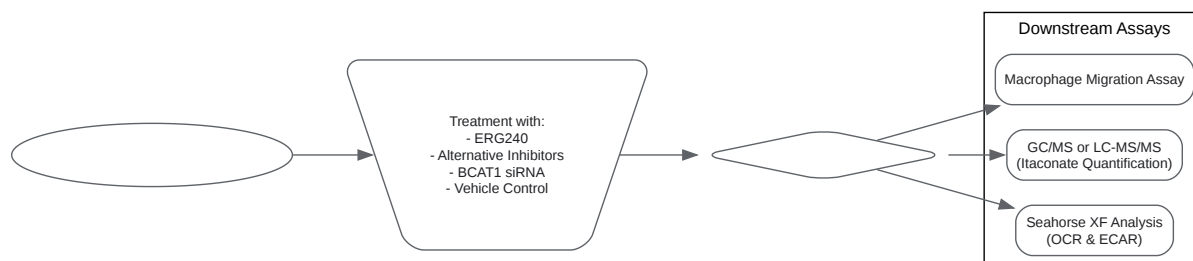 Treatment with:
- ERG240
- Alternative Inhibitors
- BCAT1 siRNA
- Vehicle Control
Downstream Assays
Macrophage Migration Assay
GC/MS or LC-MS/MS
(Itaconate Quantification)
Seahorse XF Analysis
(OCR & ECAR)